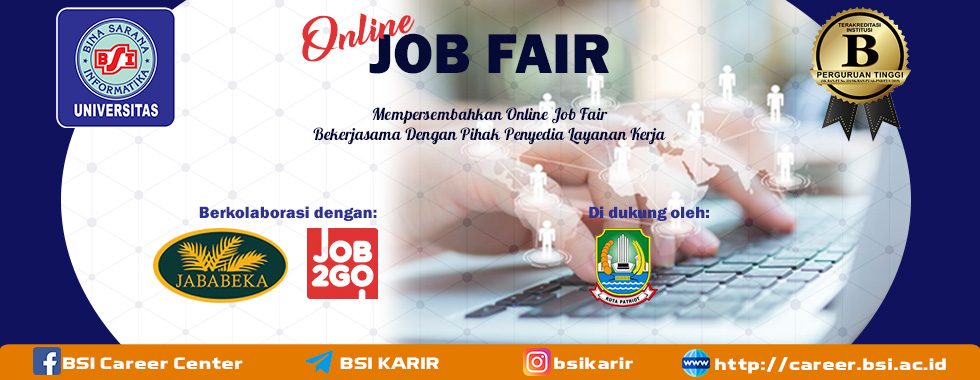 BINA SARANA
BSI
INFORMATIKA
UNIVERSITAS
Online
JOB FAIR
TERAKREDITASI
INSTITUSI
B
PERGURUAN TINGGI
Mempersembahkan Online Job Fair
Bekerjasama Dengan Pihak Penyedia Layanan Kerja
Berkolaborasi dengan:
JABABEKA
JOB
2GO
Di dukung oleh:
KOTA PATRIOT
BSI Career Center
BSI KARIR
bsikarir
http://career.bsi.ac.id